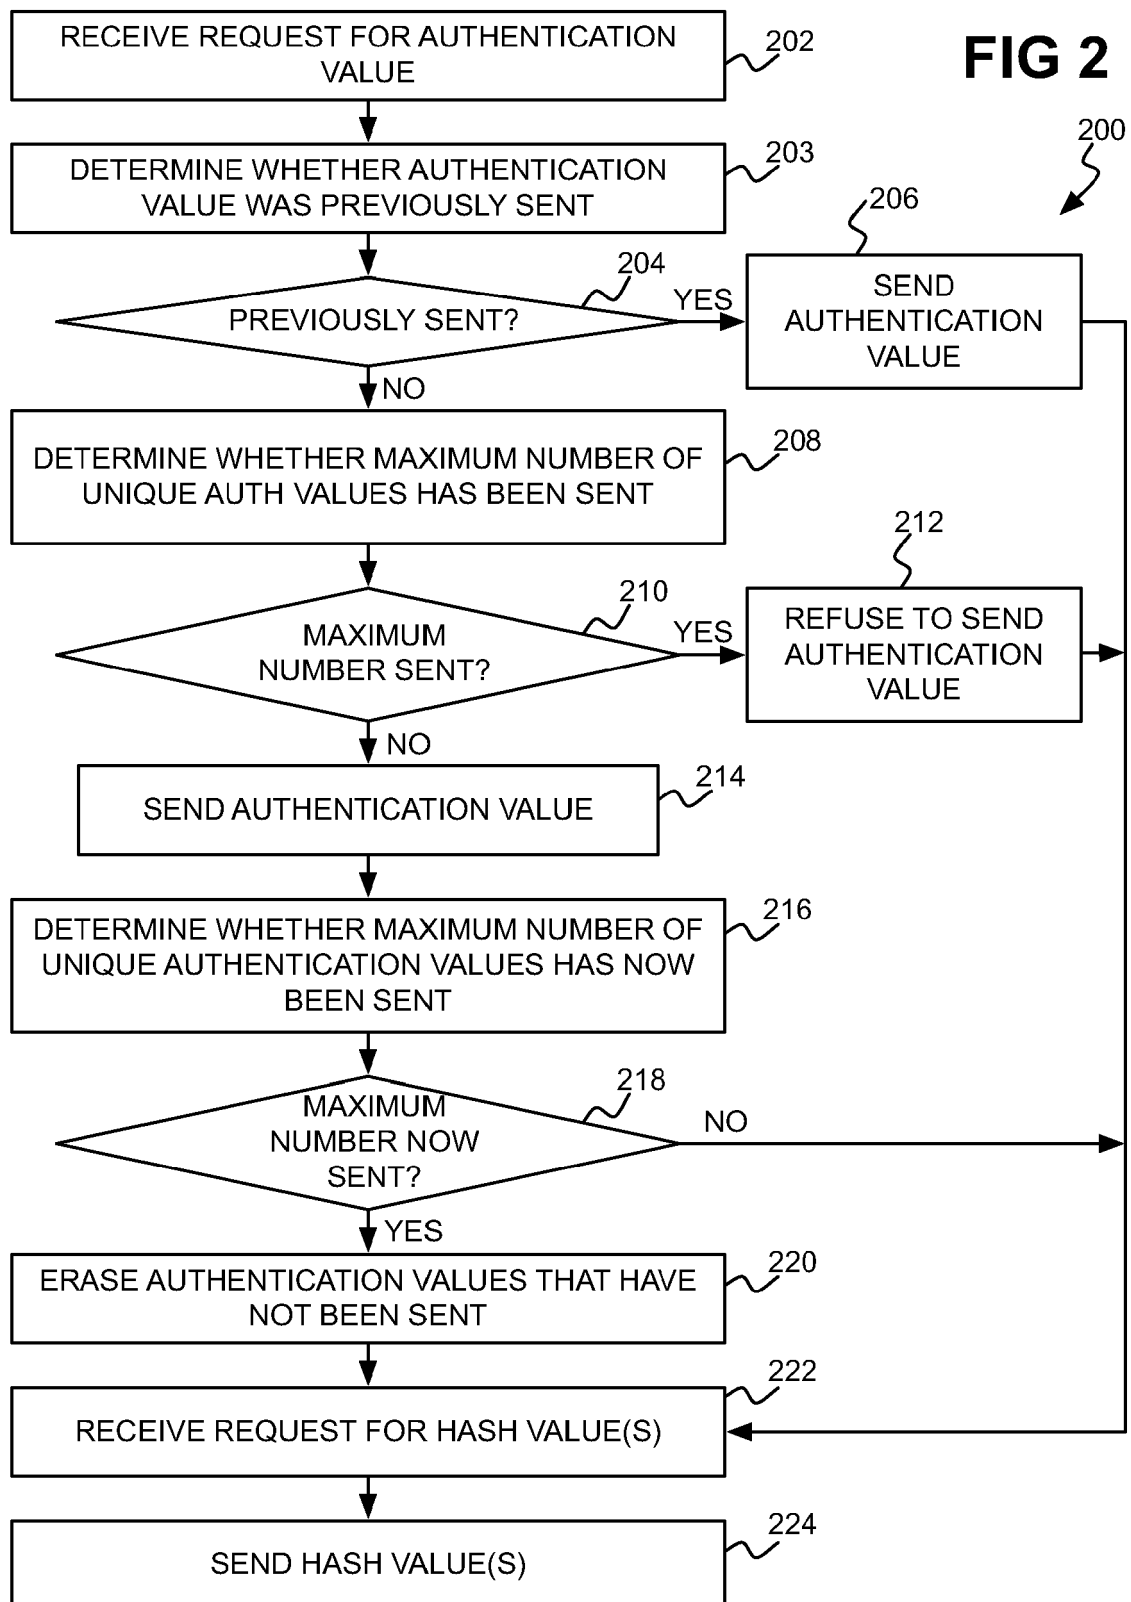 RECEIVE REQUEST FOR AUTHENTICATION
VALUE
202
FIG 2
200
DETERMINE WHETHER AUTHENTICATION
VALUE WAS PREVIOUSLY SENT
203
PREVIOUSLY SENT?
204
YES
206
SEND
AUTHENTICATION
VALUE
NO
DETERMINE WHETHER MAXIMUM NUMBER OF
UNIQUE AUTH VALUES HAS BEEN SENT
208
MAXIMUM
NUMBER SENT?
210
YES
212
REFUSE TO SEND
AUTHENTICATION
VALUE
NO
SEND AUTHENTICATION VALUE
214
DETERMINE WHETHER MAXIMUM NUMBER OF
UNIQUE AUTHENTICATION VALUES HAS NOW
BEEN SENT
216
MAXIMUM
NUMBER NOW
SENT?
218
NO
YES
ERASE AUTHENTICATION VALUES THAT HAVE
NOT BEEN SENT
220
RECEIVE REQUEST FOR HASH VALUE(S)
222
SEND HASH VALUE(S)
224